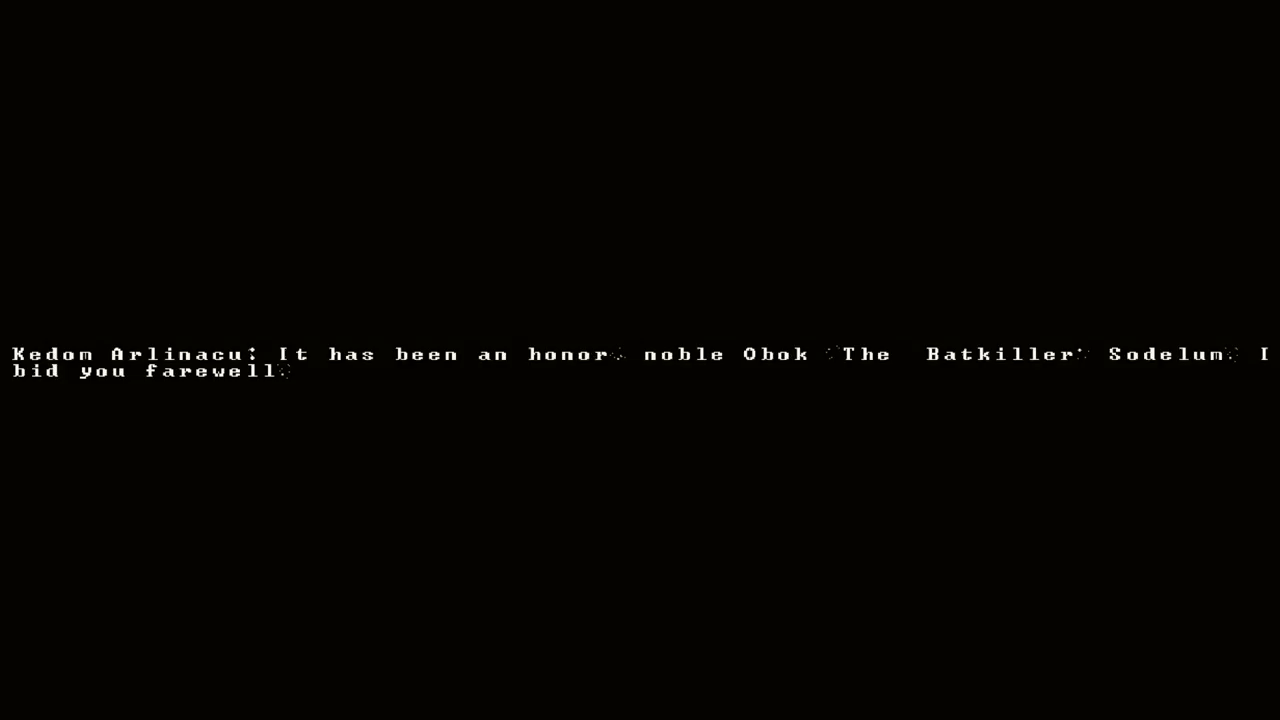 Kedom Arlinacu: It has been an honor, noble Obok "The  Batkiller" Sodelum. I
bid you farewell.